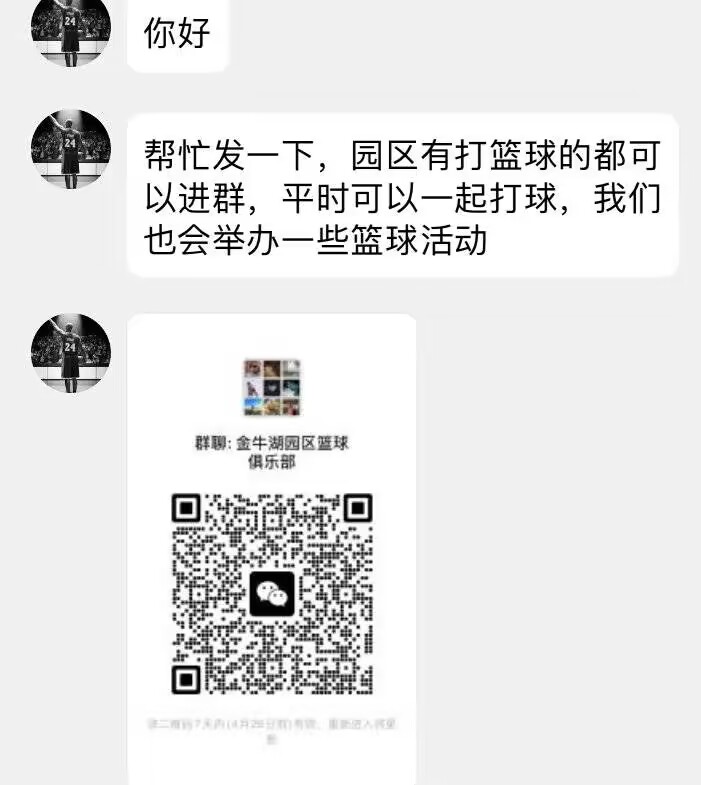 你好
帮忙发一下，园区有打篮球的都可
以进群，平时可以一起打球，我们
也会举办一些篮球活动
群聊: 金牛湖园区篮球
俱乐部
该二维码7天内(4月29日前)有效，重新进入将更
新